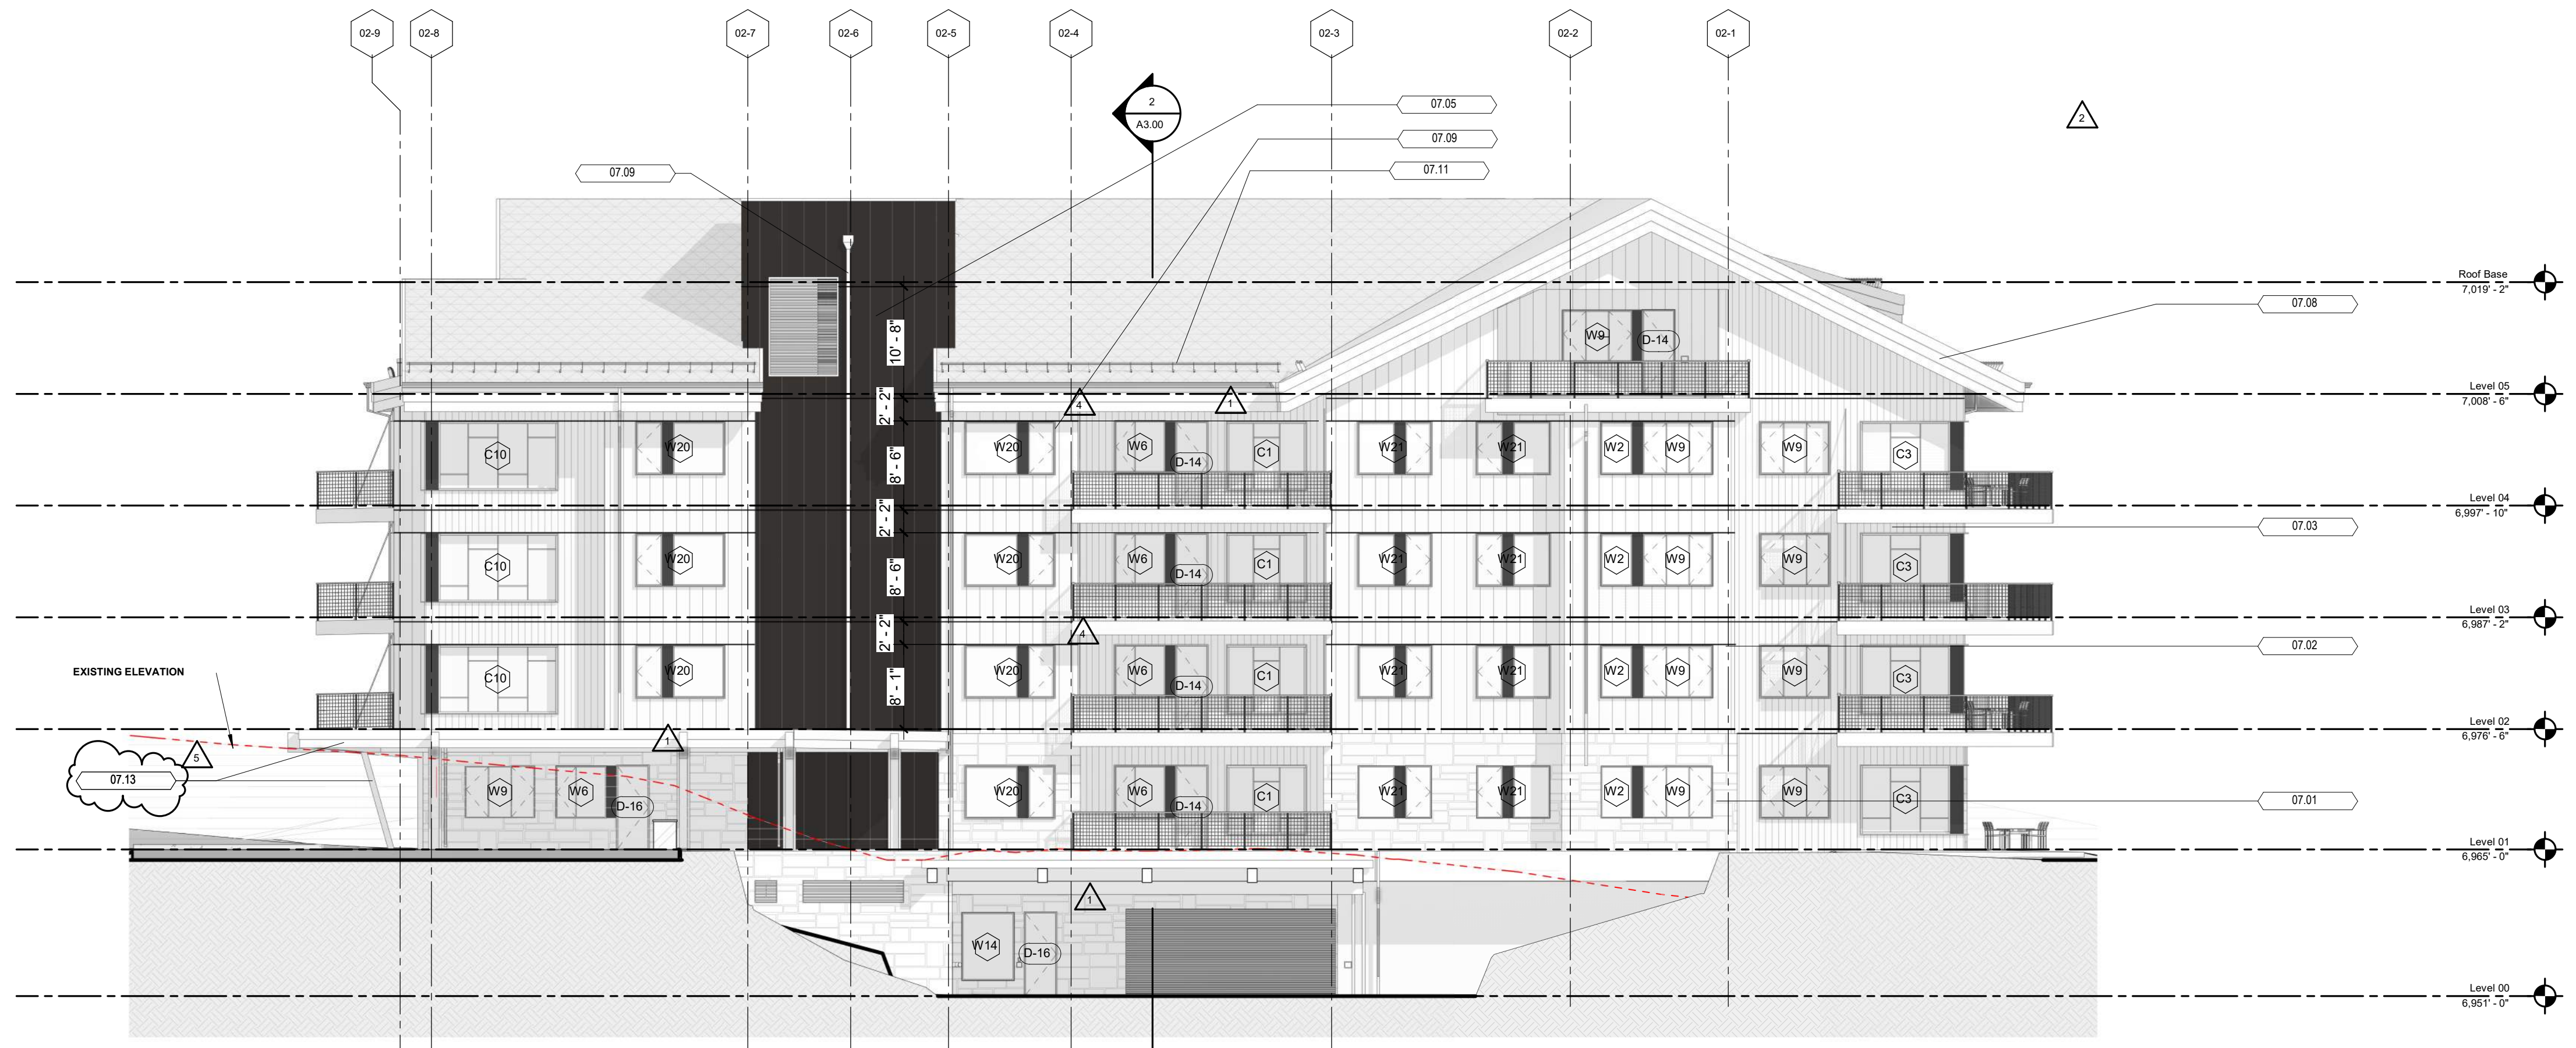 02-9
02-8
02-7
02-6
02-5
02-4
02-3
02-2
02-1
2
A3.00
07.05
2
07.09
07.09
07.11
Roof Base
7,019' - 2"
07.08
10' - 8"
W9
D-14
Level 05
7,008' - 6"
2' - 2"
4
1
C10
W20
8' - 6"
W20
W6
D-14
C1
W21
W21
W2
W9
W9
C3
Level 04
6,997' - 10"
2' - 2"
07.03
2' - 2"
C10
W20
8' - 6"
W20
W6
D-14
C1
W21
W21
W2
W9
W9
C3
Level 03
6,987' - 2"
2' - 2"
4
2' - 2"
07.02
EXISTING ELEVATION
C10
W20
8' - 1"
W20
W6
D-14
C1
W21
W21
W2
W9
W9
C3
Level 02
6,976' - 6"
1
5
07.13
W9
W6
D-16
W20
W6
D-14
C1
W21
W21
W2
W9
W9
C3
07.01
Level 01
6,965' - 0"
1
W14
D-16
Level 00
6,951' - 0"